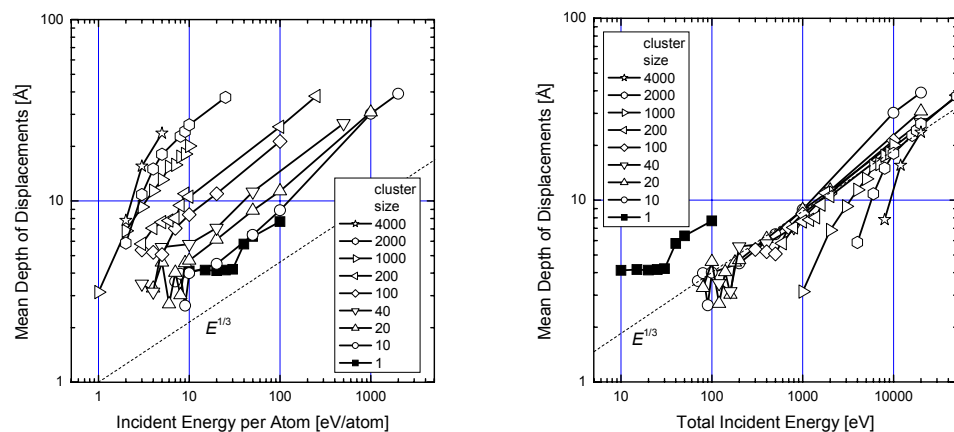 100
10
1
Mean Depth of Displacements [Å]
1 10 100 1000
Incident Energy per Atom [eV/atom]
E^{1/3}
cluster
size
4000
2000
1000
200
100
40
20
10
1
100
10
1
Mean Depth of Displacements [Å]
10 100 1000 10000
Total Incident Energy [eV]
E^{1/3}
cluster
size
4000
2000
1000
200
100
40
20
10
1